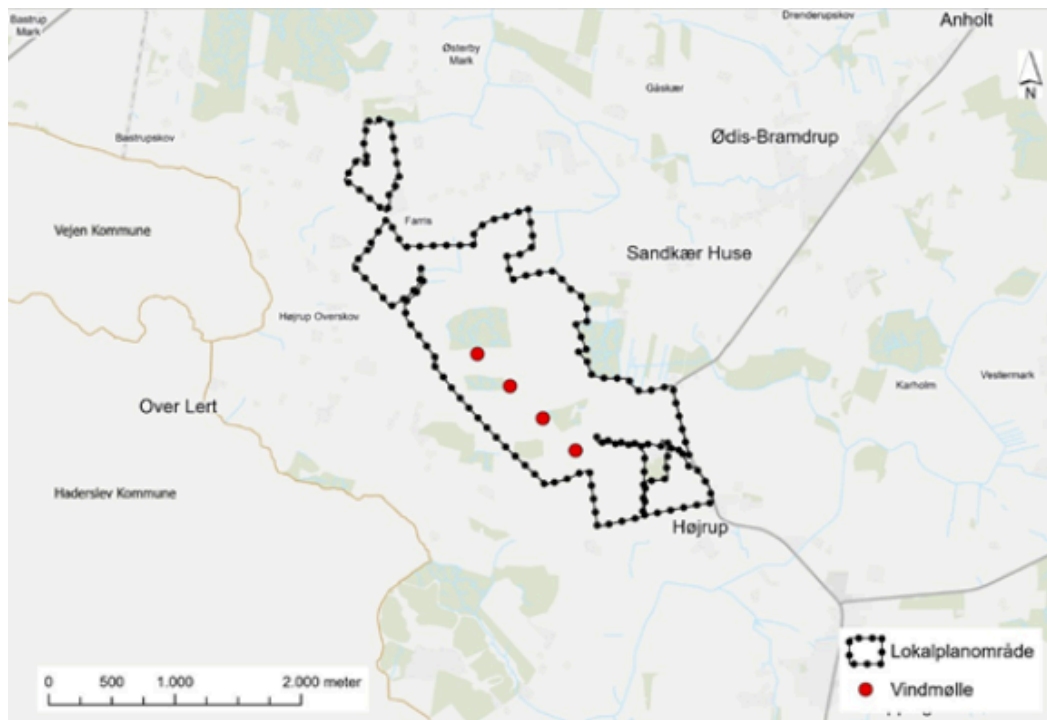 Bastrup
Mark
Drenderupskov
Anholt
Østerby
Mark
Gåskær
N
Bastrupskov
Ødis-Bramdrup
Farris
Vejen Kommune
Sandkær Huse
Højrup Overskov
Karholm
Vestermark
Over Lert
Haderslev Kommune
Højrup
Lokalplanområde
0 500 1.000 2.000 meter
Vindmølle